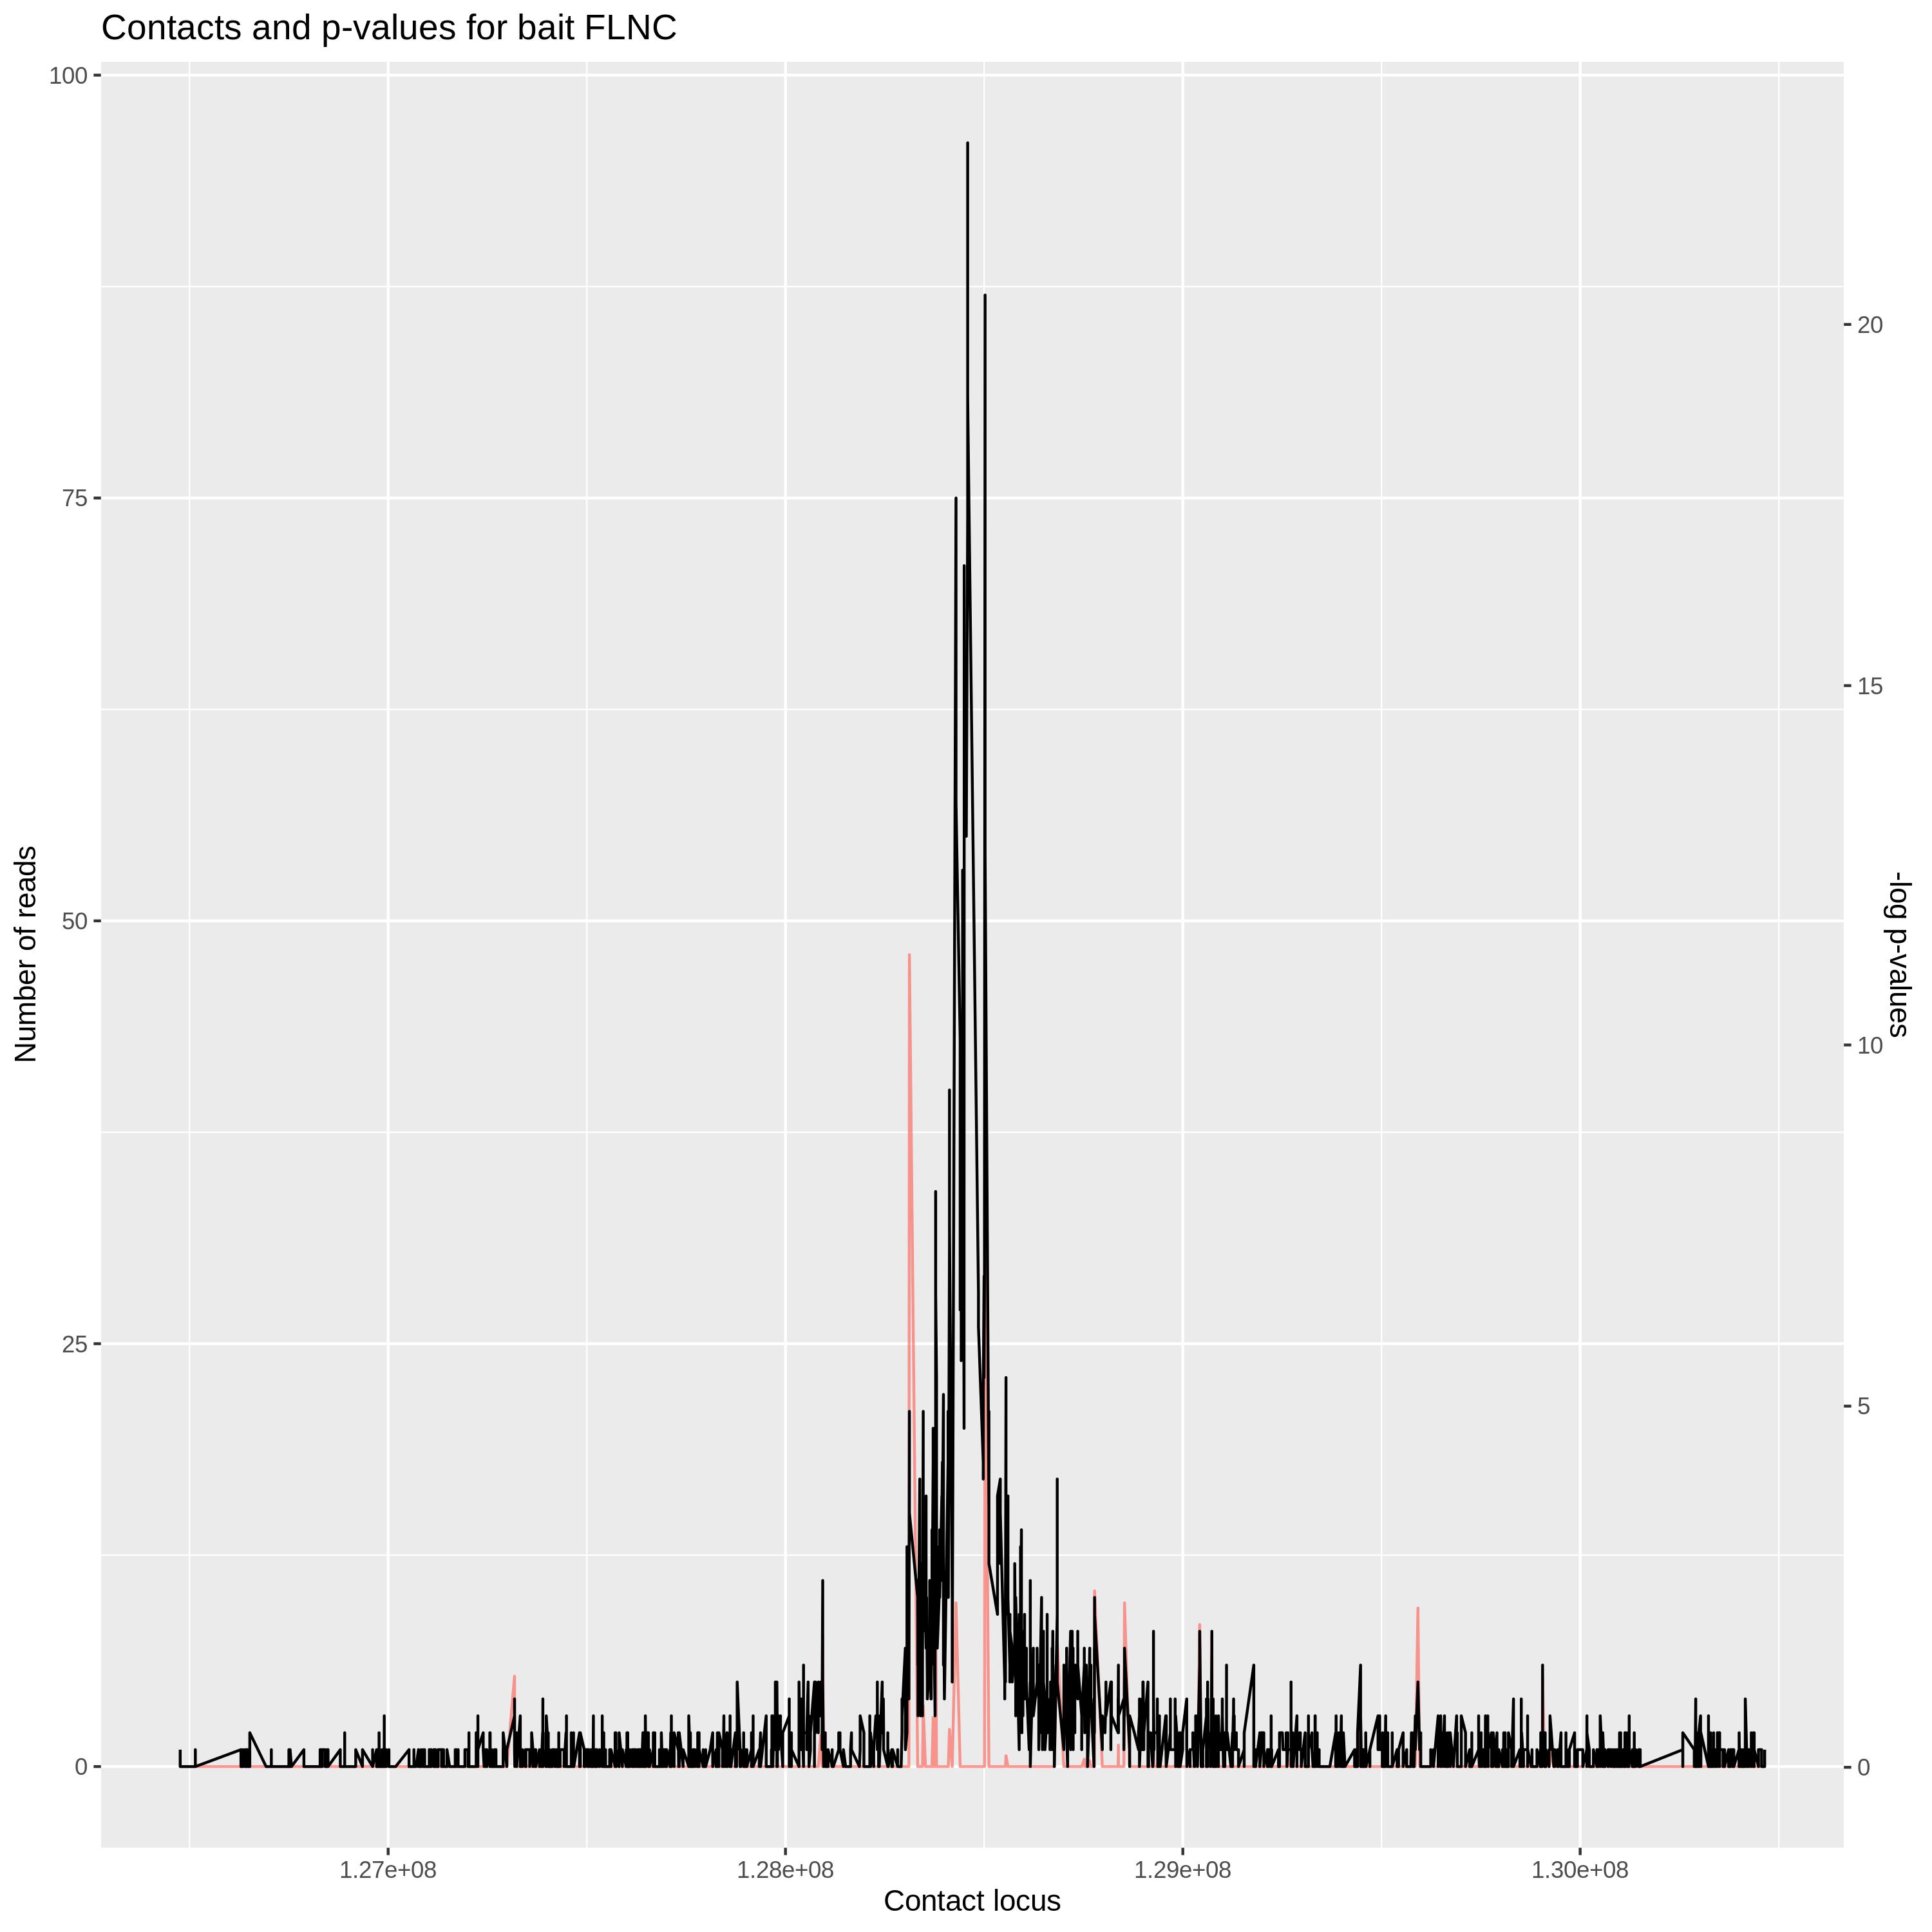 Contacts and p-values for bait FLNC
100
75
50
25
0
Number of reads
20
15
10
5
0
-log p-values
1.27e+08
1.28e+08
1.29e+08
1.30e+08
Contact locus